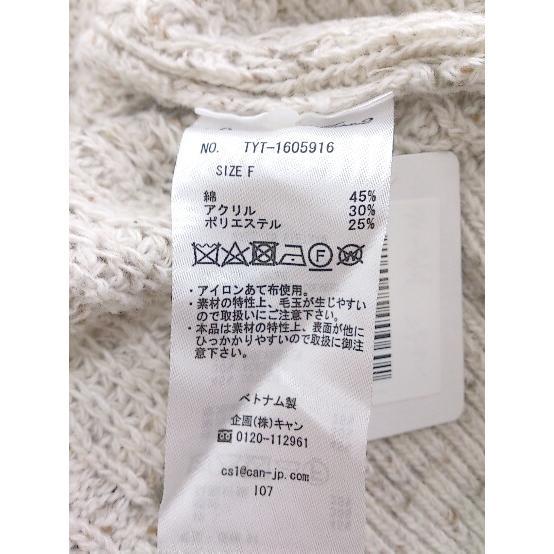 NO. TYT-1605916
SIZE F
綿 45%
アクリル 30%
ポリエステル 25%
・アイロンあて布使用。
・素材の特性上、毛玉が生じやすい
ので取扱いにご注意下さい。
・本品は素材の特性上、表面が他に
ひっかかりやすいので取扱に御注
意下さい。
ベトナム製
企画(株)キャン
0120-112961
cs1@can-jp.com
107